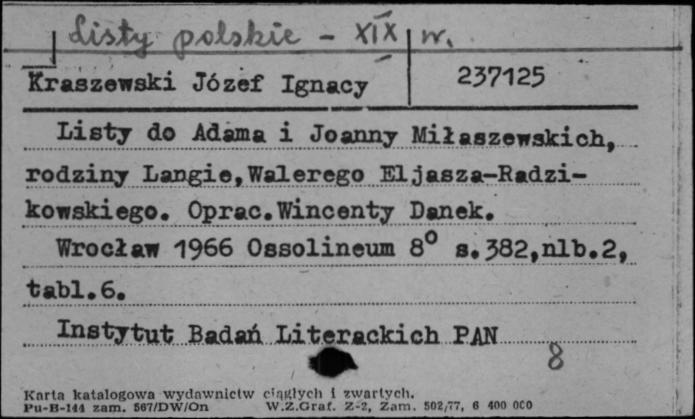 Listy polskie - XIX w.
Kraszewski Józef Ignacy 237125
Listy do Adama i Joanny Miłaszewskich,
rodziny Langie,Walerego Eljasza-Radzi-
kowskiego. Oprac.Wincenty Danek.
Wrocław 1966 Ossolineum 8⁰ s.382,nlb.2,
tabl.6.
Instytut Badań Literackich PAN
8
Karta katalogowa wydawnictw ciągłych i zwartych.
Pu-B-144 zam. 567/DW/On W.Z.Graf. Z-2, Zam. 502/77, 6 400 000